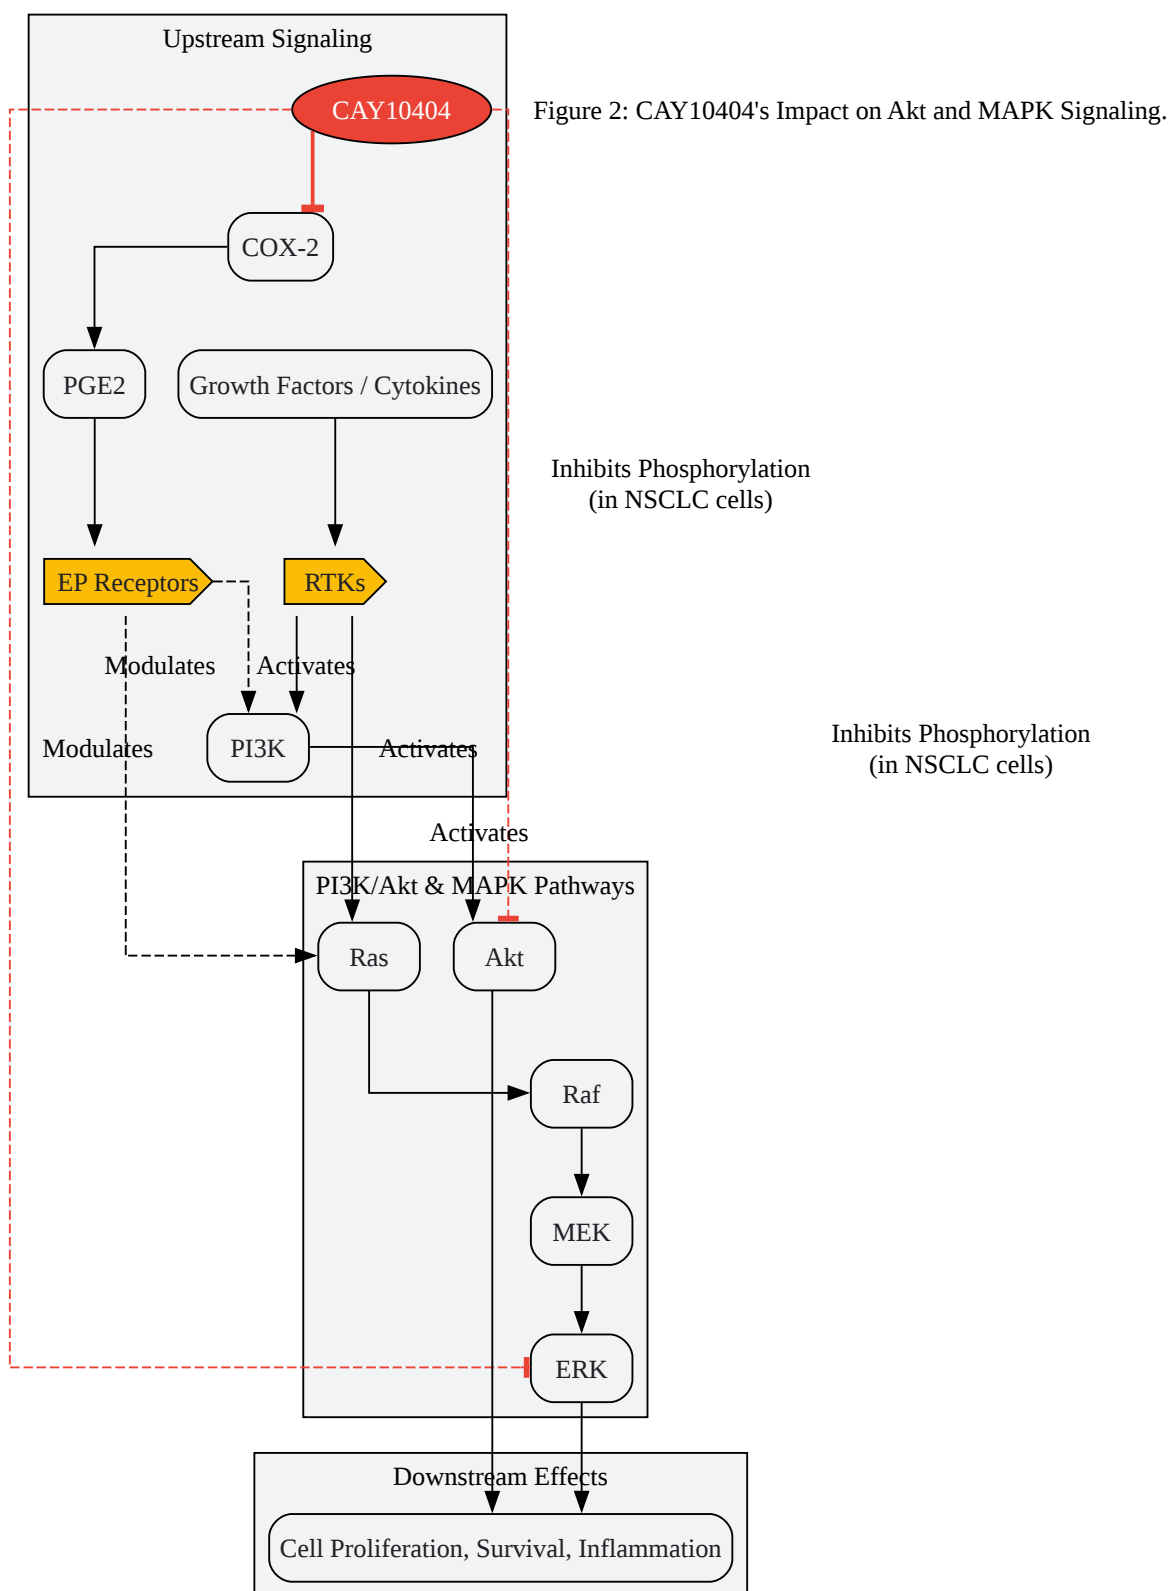 Upstream Signaling
CAY10404
Figure 2: CAY10404's Impact on Akt and MAPK Signaling.
COX-2
PGE2
Growth Factors / Cytokines
Inhibits Phosphorylation
(in NSCLC cells)
EP Receptors
RTKs
Modulates
Activates
Modulates
PI3K
Activates
Inhibits Phosphorylation
(in NSCLC cells)
Activates
PI3K/Akt & MAPK Pathways
Ras
Akt
Raf
MEK
ERK
Downstream Effects
Cell Proliferation, Survival, Inflammation